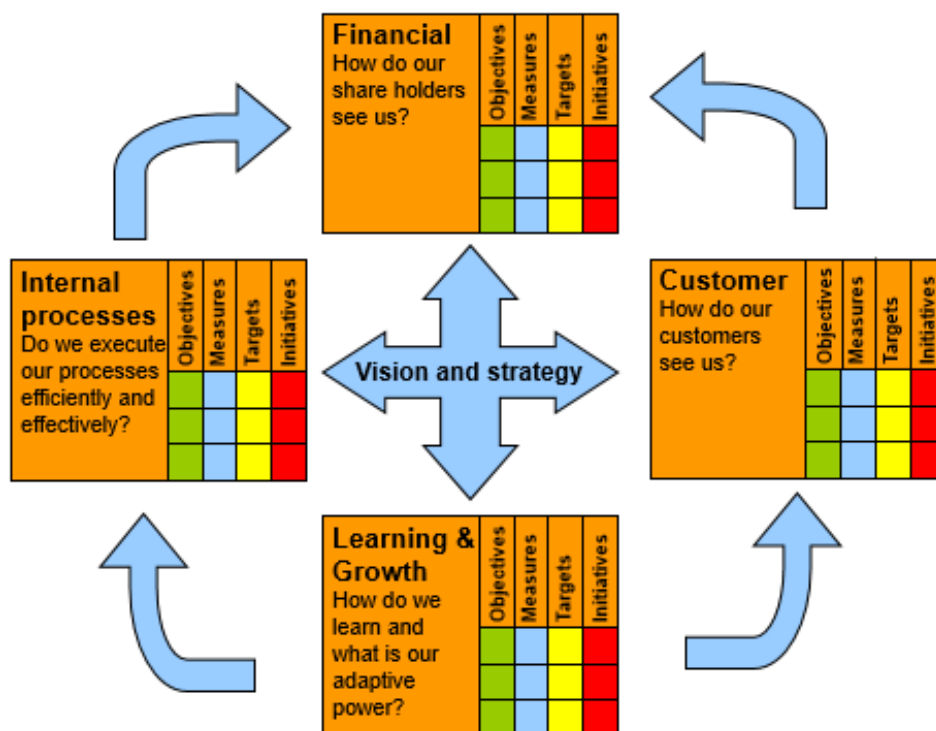 Financial
How do our
share holders
see us?
Objectives
Measures
Targets
Initiatives
Internal
processes
Do we execute
our processes
efficiently and
effectively?
Objectives
Measures
Targets
Initiatives
Vision and strategy
Customer
How do our
customers
see us?
Objectives
Measures
Targets
Initiatives
Learning &
Growth
How do we
learn and
what is our
adaptive
power?
Objectives
Measures
Targets
Initiatives